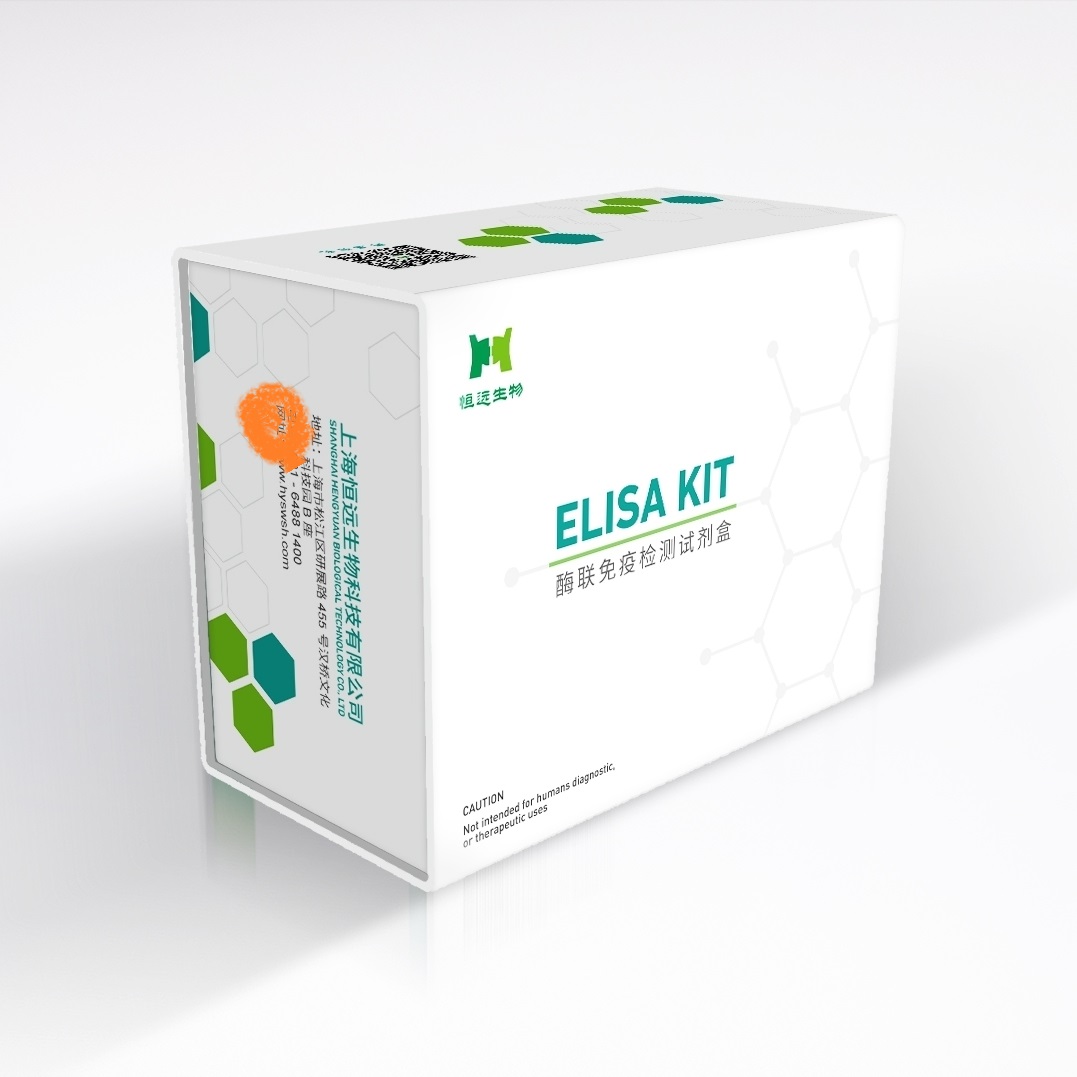 恒远生物
ELISA KIT
酶联免疫检测试剂盒
CAUTION
Not intended for humans diagnostic.
or therapeutic uses
上海恒远生物科技有限公司
SHANGHAI HENGYUAN BIOLOGICAL TECHNOLOGY CO., LTD
地址：上海市松江区研展路 455 号汉桥文化
科技园 B 座
1 - 6488 1400
网址： ww.hyswsh.com